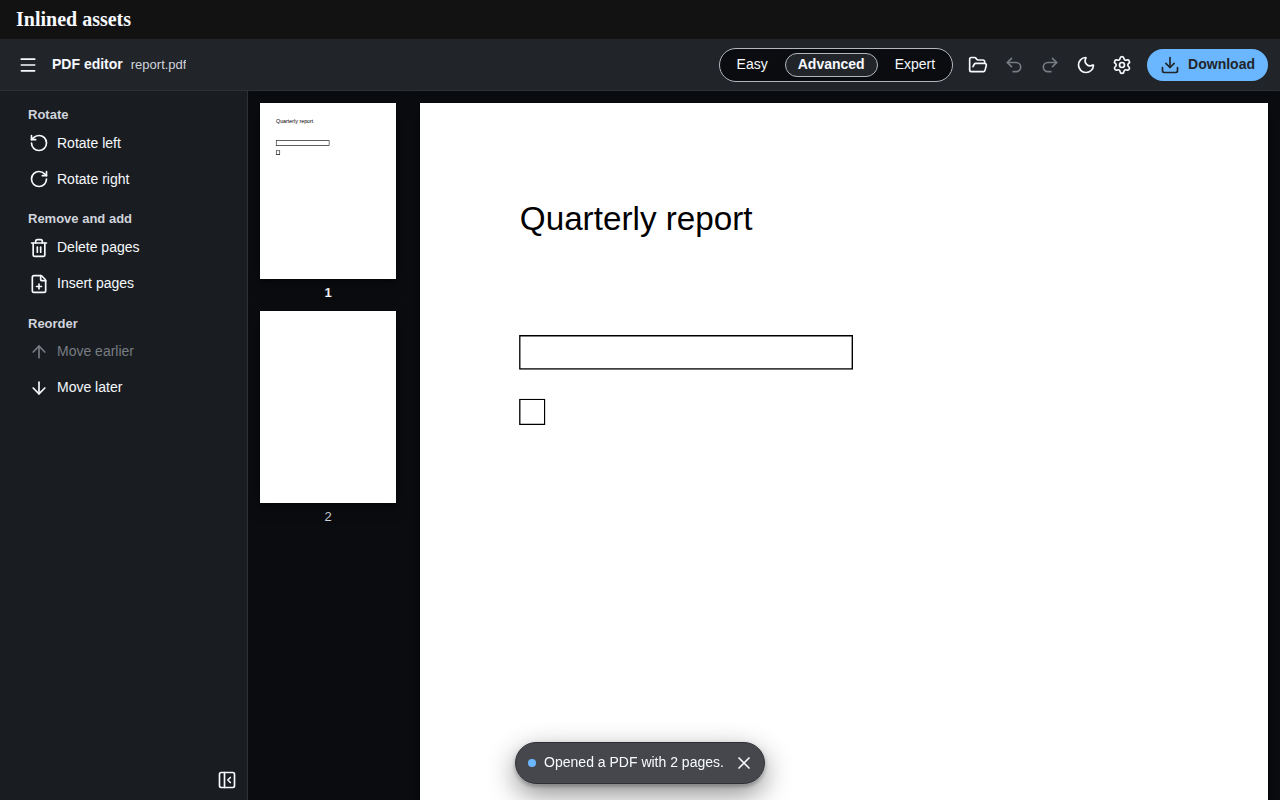 Inlined assets
PDF editor report.pdf
Easy Advanced Expert
Download
Rotate
Rotate left
Rotate right
Remove and add
Delete pages
Insert pages
Reorder
Move earlier
Move later
Quarterly report
1
2
Quarterly report
Opened a PDF with 2 pages.